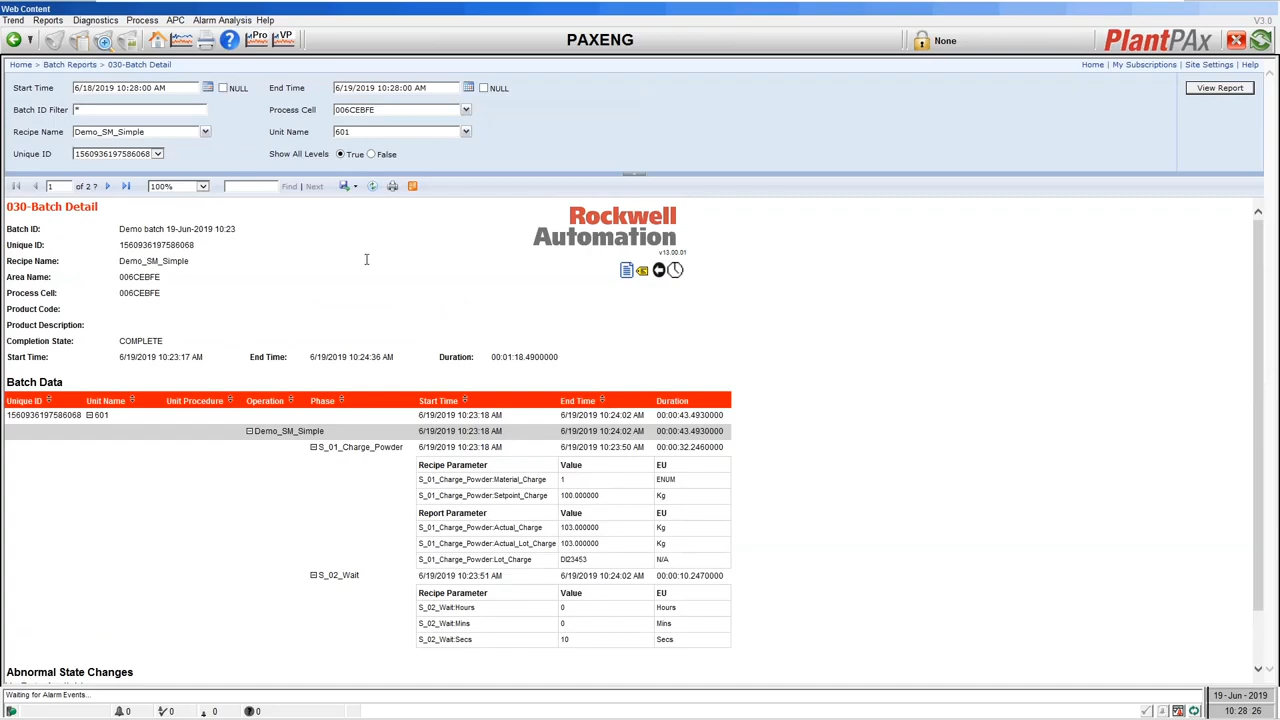 Web Content
Trend Reports Diagnostics Process APC Alarm Analysis Help V3.0
Pro VP PAXENG None PlantPAx
Home > Batch Reports > 030-Batch Detail Home | My Subscriptions | Site Settings | Help
Start Time 6/18/2019 10:28:00 AM NULL End Time 6/19/2019 10:28:00 AM NULL View Report
Batch ID Filter * Process Cell 006CEBFE
Recipe Name Demo_SM_Simple Unit Name 601
Unique ID 1560936197586068 Show All Levels True False
1 of 2 ? 100% Find | Next
030-Batch Detail
Rockwell
Automation
v13.00.01
Batch ID: Demo batch 19-Jun-2019 10:23
Unique ID: 1560936197586068
Recipe Name: Demo_SM_Simple
Area Name: 006CEBFE
Process Cell: 006CEBFE
Product Code:
Product Description:
Completion State: COMPLETE
Start Time: 6/19/2019 10:23:17 AM End Time: 6/19/2019 10:24:36 AM Duration: 00:01:18.4900000
Batch Data
Unique ID Unit Name Unit Procedure Operation Phase Start Time End Time Duration
1560936197586068 601 6/19/2019 10:23:18 AM 6/19/2019 10:24:02 AM 00:00:43.4930000
Demo_SM_Simple 6/19/2019 10:23:18 AM 6/19/2019 10:24:02 AM 00:00:43.4930000
S_01_Charge_Powder 6/19/2019 10:23:18 AM 6/19/2019 10:23:50 AM 00:00:32.2460000
Recipe Parameter Value EU
S_01_Charge_Powder:Material_Charge 1 ENUM
S_01_Charge_Powder:Setpoint_Charge 100.000000 Kg
Report Parameter Value EU
S_01_Charge_Powder:Actual_Charge 103.000000 Kg
S_01_Charge_Powder:Actual_Lot_Charge 103.000000 Kg
S_01_Charge_Powder:Lot_Charge DJ23453 N/A
S_02_Wait 6/19/2019 10:23:51 AM 6/19/2019 10:24:02 AM 00:00:10.2470000
Recipe Parameter Value EU
S_02_Wait:Hours 0 Hours
S_02_Wait:Mins 0 Mins
S_02_Wait:Secs 10 Secs
Abnormal State Changes
Waiting for Alarm Events... 19 - Jun - 2019
0 0 0 0 10: 28: 26